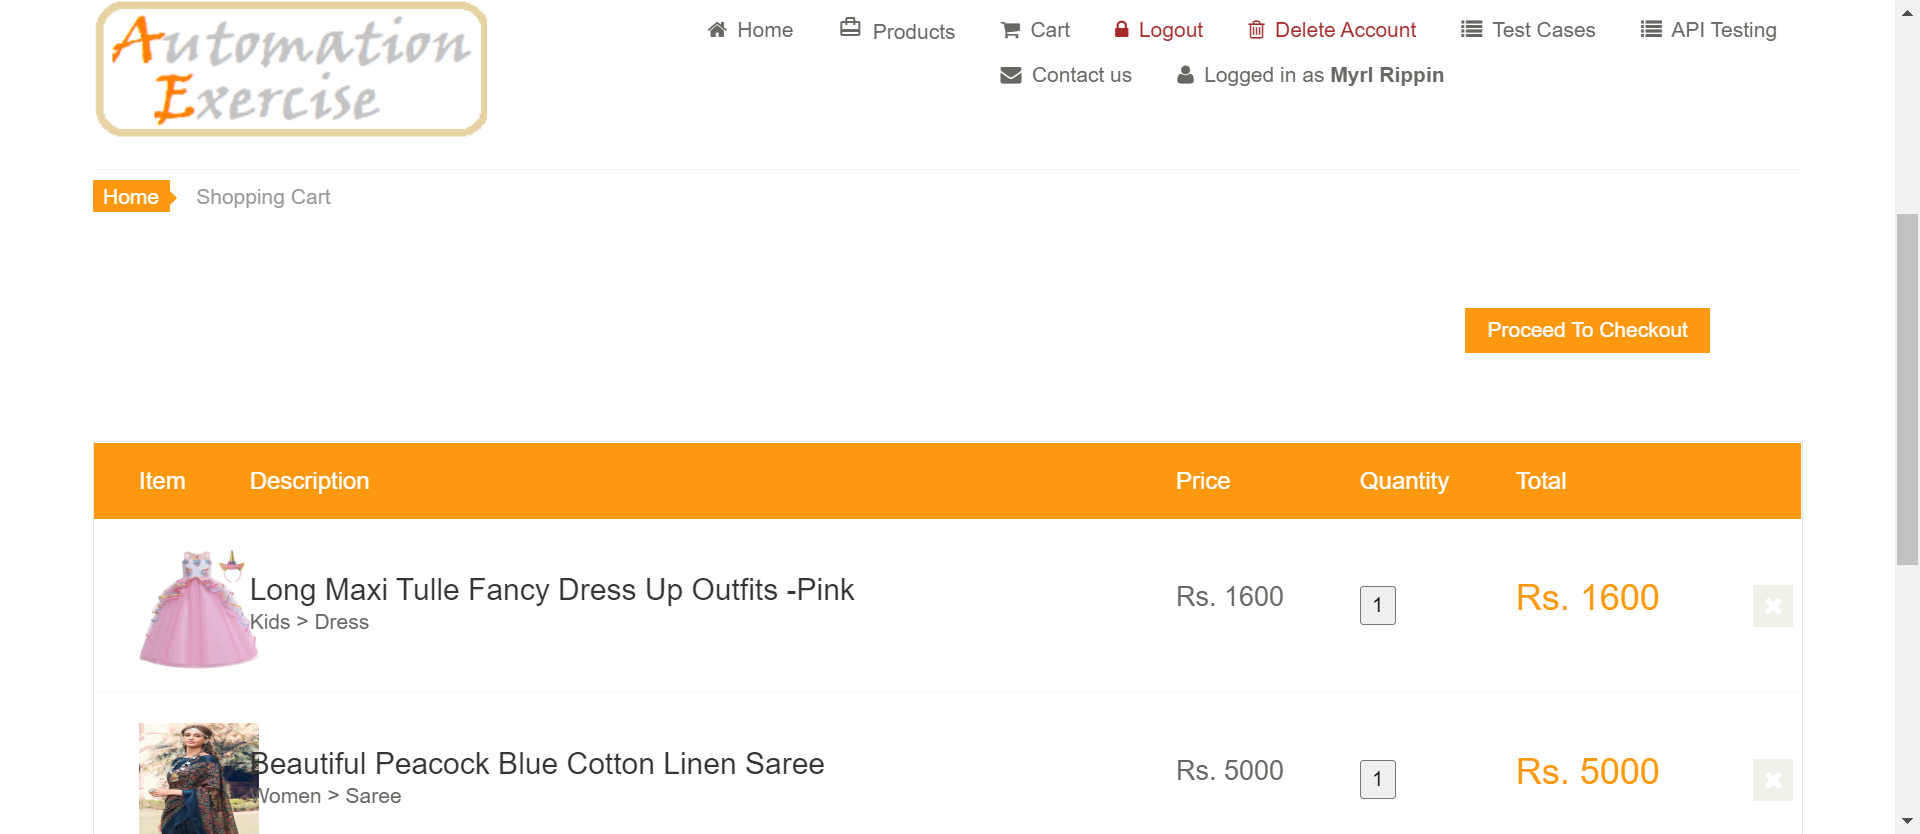 Automation
Exercise
Home Products Cart Logout Delete Account Test Cases API Testing
Contact us Logged in as Myrl Rippin
Home Shopping Cart
Proceed To Checkout
Item Description Price Quantity Total
Long Maxi Tulle Fancy Dress Up Outfits -Pink
Kids > Dress
Rs. 1600 1 Rs. 1600
Beautiful Peacock Blue Cotton Linen Saree
Women > Saree
Rs. 5000 1 Rs. 5000